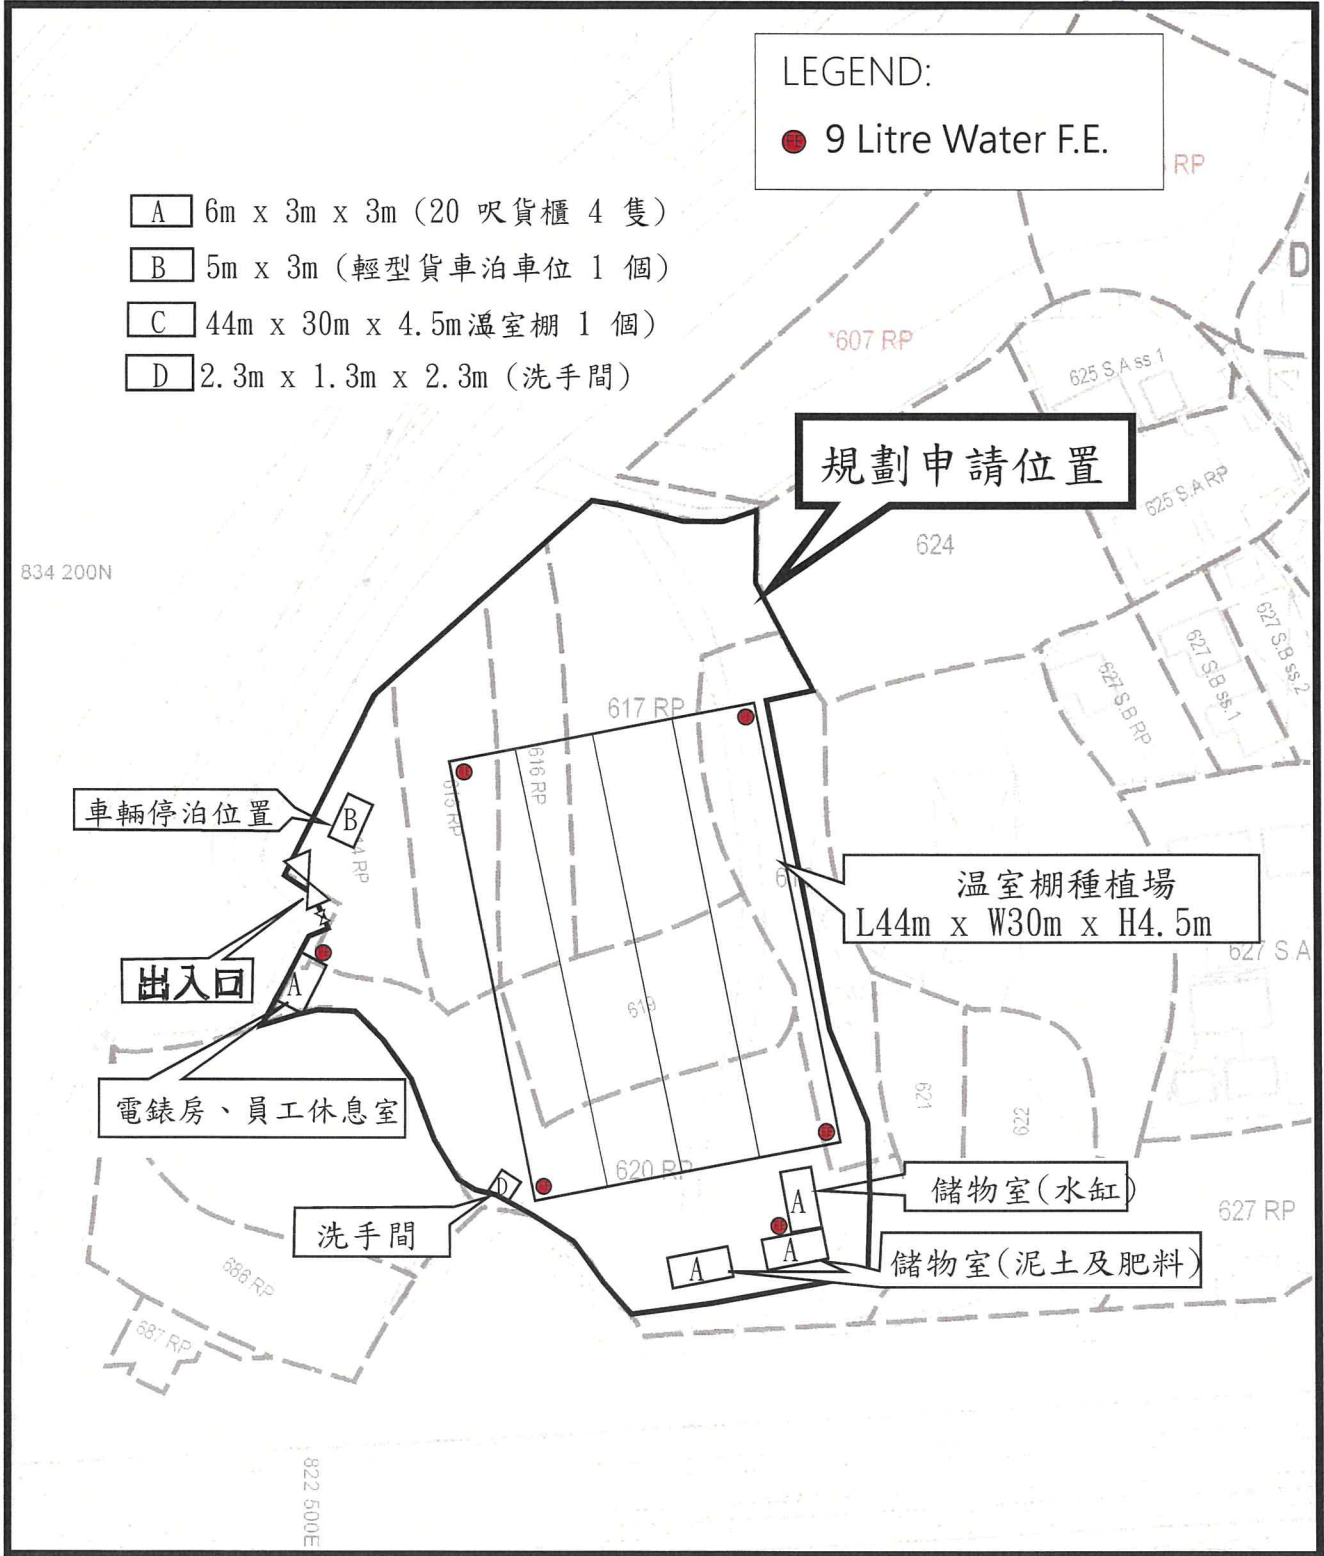 LEGEND:
FE 9 Litre Water F.E.
RP
A 6m x 3m x 3m (20 呎貨櫃 4 隻)
B 5m x 3m (輕型貨車泊車位 1 個)
C 44m x 30m x 4.5m溫室棚 1 個)
D 2.3m x 1.3m x 2.3m (洗手間)
D
*607 RP
625 S.A ss.1
規劃申請位置
625 S.A RP
624
834 200N
627 S.B ss.2
627 S.B ss.1
627 S.B RP
617 RP
616 RP
615 RP
車輛停泊位置
B
4 RP
温室棚種植場
L44m x W30m x H4.5m
627 S A
出入口
A
619
電錶房、員工休息室
621
622
620 RP
D
A
儲物室(水缸)
627 RP
洗手間
A
A
儲物室(泥土及肥料)
686 RP
687 RP
822 500E